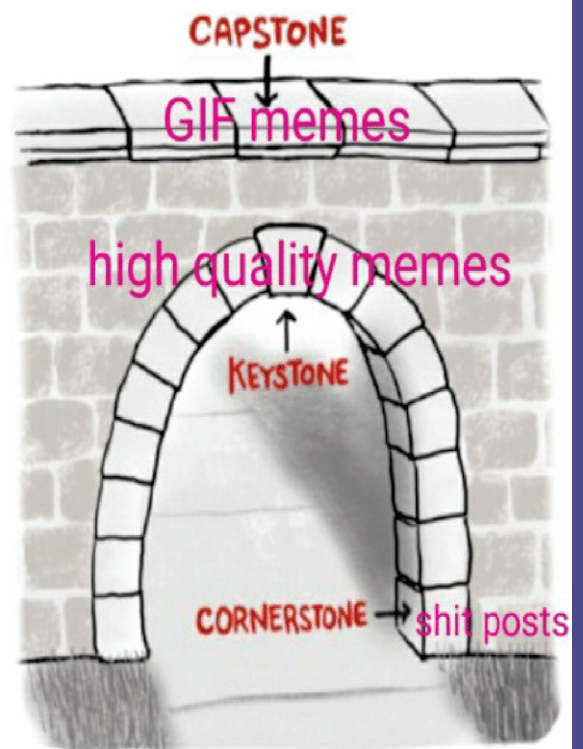 CAPSTONE
GIF memes
high quality memes
KEYSTONE
CORNERSTONE
shit posts